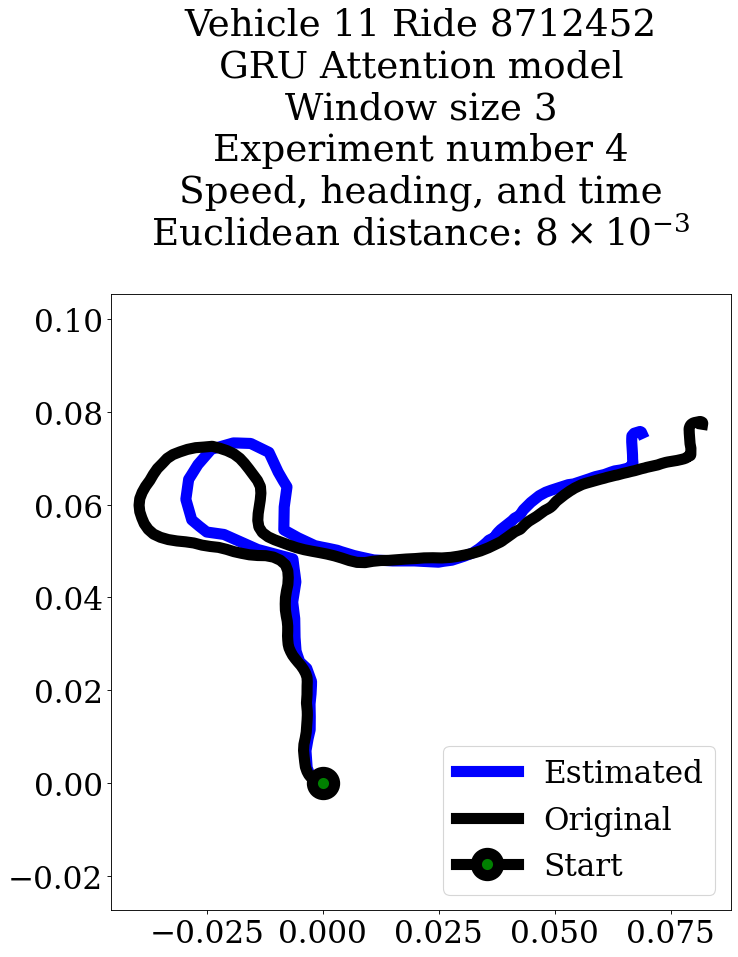 Vehicle 11 Ride 8712452
GRU Attention model
Window size 3
Experiment number 4
Speed, heading, and time
Euclidean distance: 8 × 10⁻³
0.10
0.08
0.06
0.04
0.02
0.00
−0.02
−0.025 0.000 0.025 0.050 0.075
Estimated
Original
Start